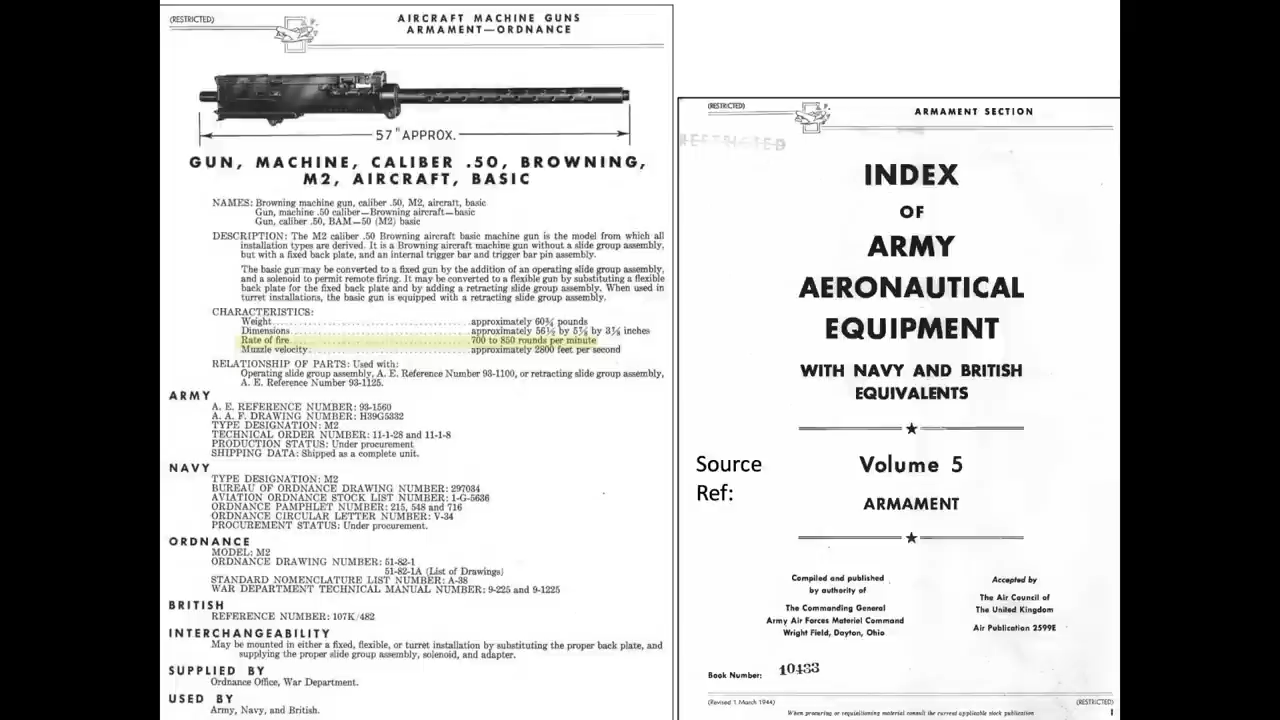 (RESTRICTED)
AIRCRAFT MACHINE GUNS
ARMAMENT—ORDNANCE
57" APPROX.
GUN, MACHINE, CALIBER .50, BROWNING,
M2, AIRCRAFT, BASIC
NAMES: Browning machine gun, caliber .50, M2, aircraft, basic
Gun, machine .50 caliber—Browning aircraft—basic
Gun, caliber .50, BAM—50 (M2) basic
DESCRIPTION: The M2 caliber .50 Browning aircraft basic machine gun is the model from which all
installation types are derived. It is a Browning aircraft machine gun without a slide group assembly,
but with a fixed back plate, and an internal trigger bar and trigger bar pin assembly.
The basic gun may be converted to a fixed gun by the addition of an operating slide group assembly,
and a solenoid to permit remote firing. It may be converted to a flexible gun by substituting a flexible
back plate for the fixed back plate and by adding a retracting slide group assembly. When used in
turret installations, the basic gun is equipped with a retracting slide group assembly.
CHARACTERISTICS:
Weight approximately 60¾ pounds
Dimensions approximately 56½ by 5⅞ by 3⅞ inches
Rate of fire 700 to 850 rounds per minute
Muzzle velocity approximately 2800 feet per second
RELATIONSHIP OF PARTS: Used with:
Operating slide group assembly, A. E. Reference Number 93-1100, or retracting slide group assembly,
A. E. Reference Number 93-1125.
ARMY
A. E. REFERENCE NUMBER: 93-1560
A. A. F. DRAWING NUMBER: H39G5332
TYPE DESIGNATION: M2
TECHNICAL ORDER NUMBER: 11-1-28 and 11-1-8
PRODUCTION STATUS: Under procurement
SHIPPING DATA: Shipped as a complete unit.
NAVY
TYPE DESIGNATION: M2
BUREAU OF ORDNANCE DRAWING NUMBER: 297034
AVIATION ORDNANCE STOCK LIST NUMBER: 1-G-5636
ORDNANCE PAMPHLET NUMBER: 215, 548 and 716
ORDNANCE CIRCULAR LETTER NUMBER: V-34
PROCUREMENT STATUS: Under procurement.
ORDNANCE
MODEL: M2
ORDNANCE DRAWING NUMBER: 51-82-1
51-82-1A (List of Drawings)
STANDARD NOMENCLATURE LIST NUMBER: A-38
WAR DEPARTMENT TECHNICAL MANUAL NUMBER: 9-225 and 9-1225
BRITISH
REFERENCE NUMBER: 107K/482
INTERCHANGEABILITY
May be mounted in either a fixed, flexible, or turret installation by substituting the proper back plate, and
supplying the proper slide group assembly, solenoid, and adapter.
SUPPLIED BY
Ordnance Office, War Department.
USED BY
Army, Navy, and British.
(RESTRICTED)
ARMAMENT SECTION
RESTRICTED
INDEX
OF
ARMY
AERONAUTICAL
EQUIPMENT
WITH NAVY AND BRITISH
EQUIVALENTS
Source
Ref:
Volume 5
ARMAMENT
Compiled and published
by authority of
The Commanding General
Army Air Forces Materiel Command
Wright Field, Dayton, Ohio
Accepted by
The Air Council of
The United Kingdom
Air Publication 2599E
Book Number: 10433
(Revised 1 March 1944)
(RESTRICTED)
When procuring or requisitioning material consult the current applicable stock publication
1